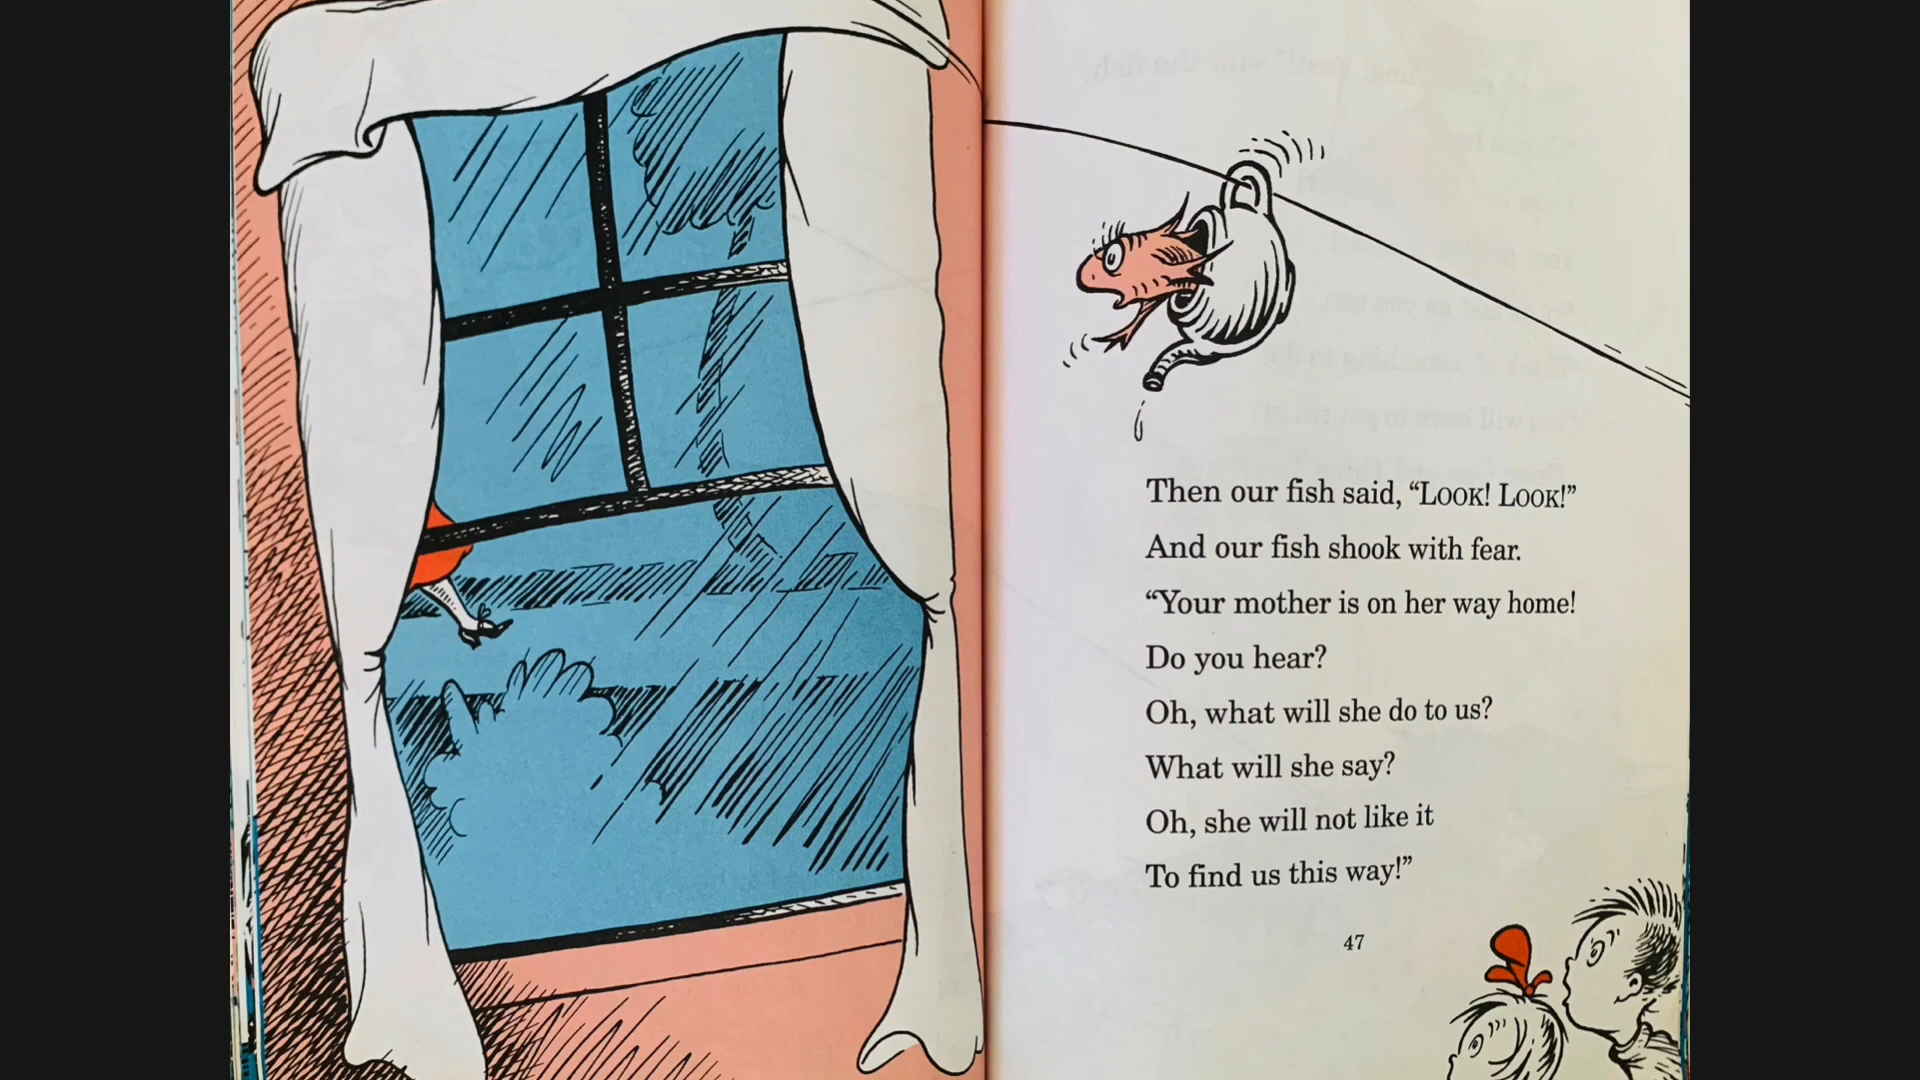 Then our fish said, “LOOK! LOOK!”
And our fish shook with fear.
“Your mother is on her way home!
Do you hear?
Oh, what will she do to us?
What will she say?
Oh, she will not like it
To find us this way!”
47